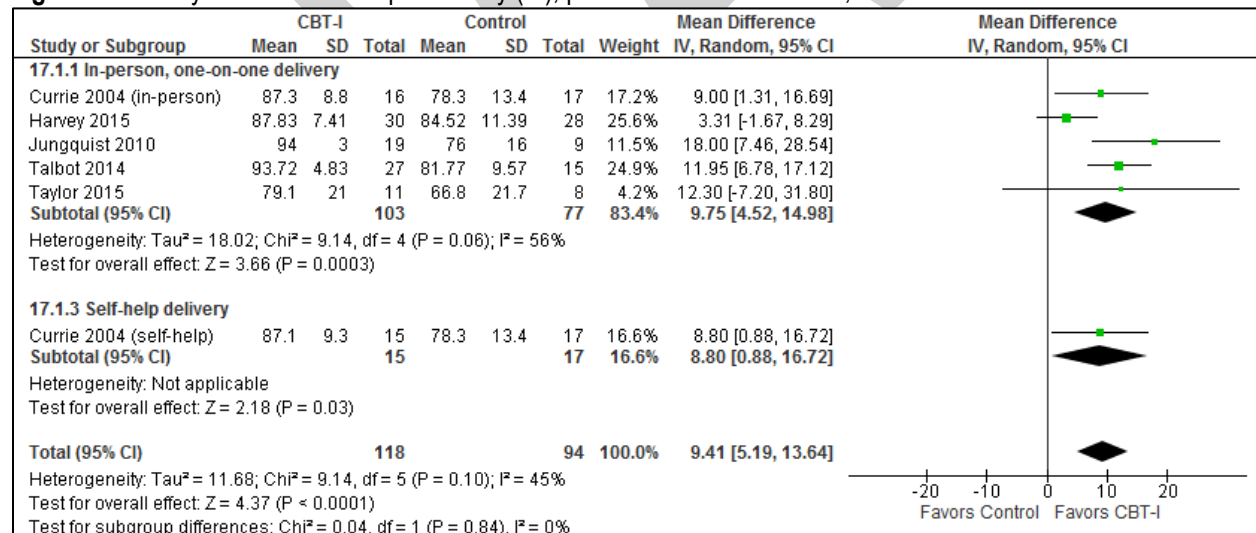 CBT-I Control Mean Difference Mean Difference
Study or Subgroup Mean SD Total Mean SD Total Weight IV, Random, 95% CI IV, Random, 95% CI
17.1.1 In-person, one-on-one delivery
Currie 2004 (in-person) 87.3 8.8 16 78.3 13.4 17 17.2% 9.00 [1.31, 16.69]
Harvey 2015 87.83 7.41 30 84.52 11.39 28 25.6% 3.31 [-1.67, 8.29]
Jungquist 2010 94 3 19 76 16 9 11.5% 18.00 [7.46, 28.54]
Talbot 2014 93.72 4.83 27 81.77 9.57 15 24.9% 11.95 [6.78, 17.12]
Taylor 2015 79.1 21 11 66.8 21.7 8 4.2% 12.30 [-7.20, 31.80]
Subtotal (95% CI) 103 77 83.4% 9.75 [4.52, 14.98]
Heterogeneity: Tau² = 18.02; Chi² = 9.14, df = 4 (P = 0.06); I² = 56%
Test for overall effect: Z = 3.66 (P = 0.0003)
17.1.3 Self-help delivery
Currie 2004 (self-help) 87.1 9.3 15 78.3 13.4 17 16.6% 8.80 [0.88, 16.72]
Subtotal (95% CI) 15 17 16.6% 8.80 [0.88, 16.72]
Heterogeneity: Not applicable
Test for overall effect: Z = 2.18 (P = 0.03)
Total (95% CI) 118 94 100.0% 9.41 [5.19, 13.64]
Heterogeneity: Tau² = 11.68; Chi² = 9.14, df = 5 (P = 0.10); I² = 45%
Test for overall effect: Z = 4.37 (P < 0.0001)
Test for subgroup differences: Chi² = 0.04, df = 1 (P = 0.84), I² = 0%
-20 -10 0 10 20
Favors Control Favors CBT-I